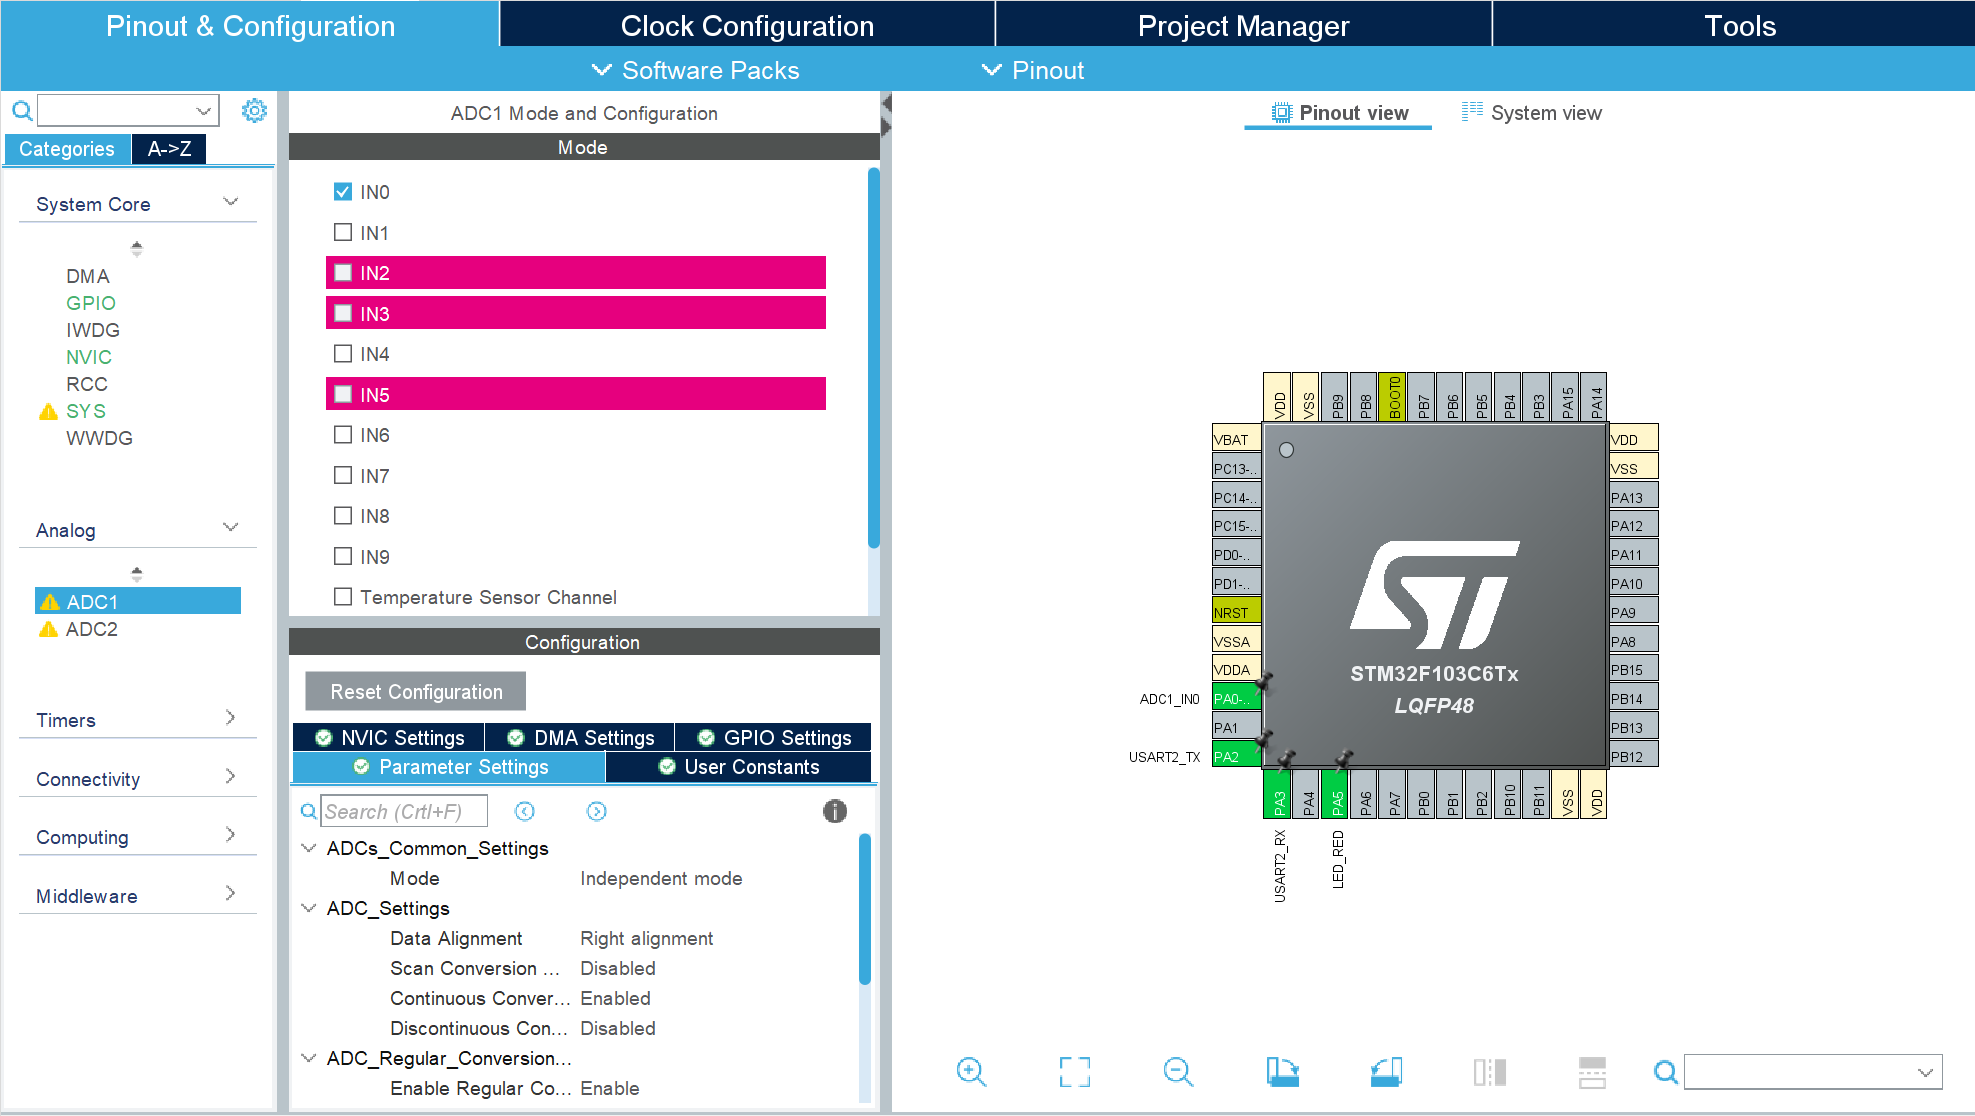 Pinout & Configuration
Clock Configuration
Project Manager
Tools
Software Packs
Pinout
Categories
A->Z
System Core
DMA
GPIO
IWDG
NVIC
RCC
SYS
WWDG
Analog
ADC1
ADC2
Timers
Connectivity
Computing
Middleware
ADC1 Mode and Configuration
Mode
IN0
IN1
IN2
IN3
IN4
IN5
IN6
IN7
IN8
IN9
Temperature Sensor Channel
Configuration
Reset Configuration
NVIC Settings
DMA Settings
GPIO Settings
Parameter Settings
User Constants
Search (Crtl+F)
ADCs_Common_Settings
Mode Independent mode
ADC_Settings
Data Alignment Right alignment
Scan Conversion ... Disabled
Continuous Conver... Enabled
Discontinuous Con... Disabled
ADC_Regular_Conversion...
Enable Regular Co... Enable
Pinout view
System view
VDD
VSS
PB9
PB8
BOOT0
PB7
PB6
PB5
PB4
PB3
PA15
PA14
VBAT
PC13-..
PC14-..
PC15-..
PD0-..
PD1-..
NRST
VSSA
VDDA
ADC1_IN0
PA0-..
PA1
USART2_TX
PA2
ST
STM32F103C6Tx
LQFP48
VDD
VSS
PA13
PA12
PA11
PA10
PA9
PA8
PB15
PB14
PB13
PB12
PA3
PA4
PA5
PA6
PA7
PB0
PB1
PB2
PB10
PB11
VSS
VDD
USART2_RX
LED_RED